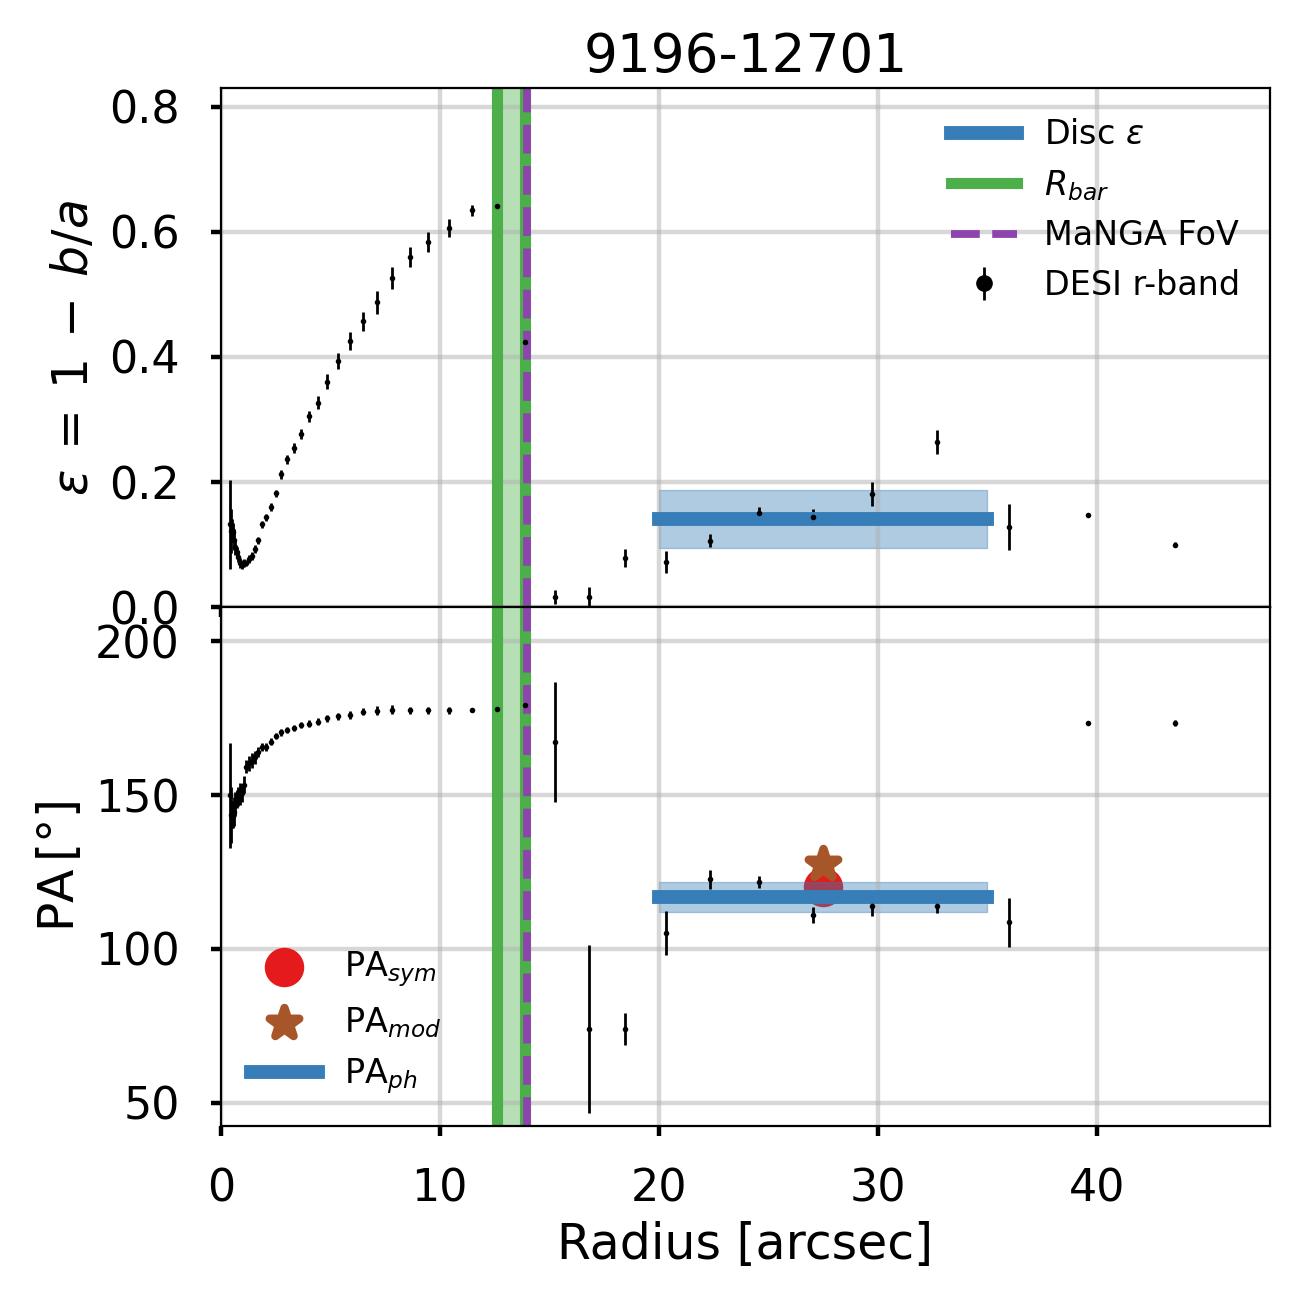 9196-12701
0.8
0.6
0.4
0.2
0.0
ε = 1 − b/a
Disc ε
R_bar
MaNGA FoV
DESI r-band
200
150
100
50
PA [°]
PA_sym
PA_mod
PA_ph
0 10 20 30 40
Radius [arcsec]